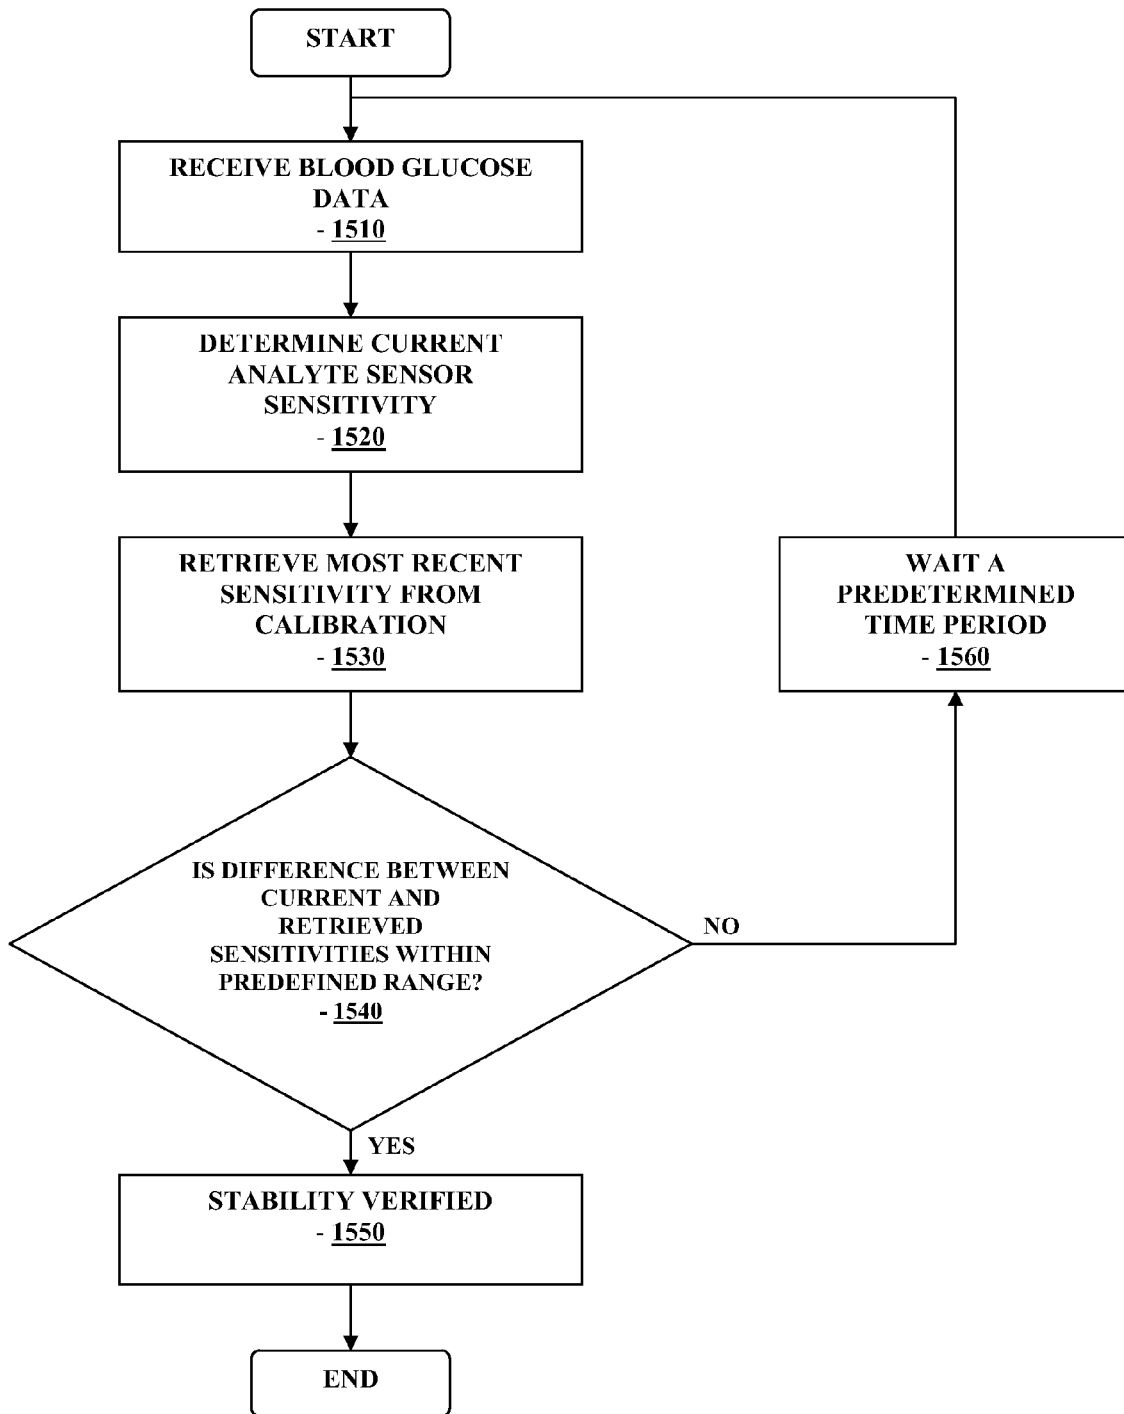 START
RECEIVE BLOOD GLUCOSE
DATA
- 1510
DETERMINE CURRENT
ANALYTE SENSOR
SENSITIVITY
- 1520
RETRIEVE MOST RECENT
SENSITIVITY FROM
CALIBRATION
- 1530
WAIT A
PREDETERMINED
TIME PERIOD
- 1560
IS DIFFERENCE BETWEEN
CURRENT AND
RETRIEVED
SENSITIVITIES WITHIN
PREDEFINED RANGE?
- 1540
NO
YES
STABILITY VERIFIED
- 1550
END